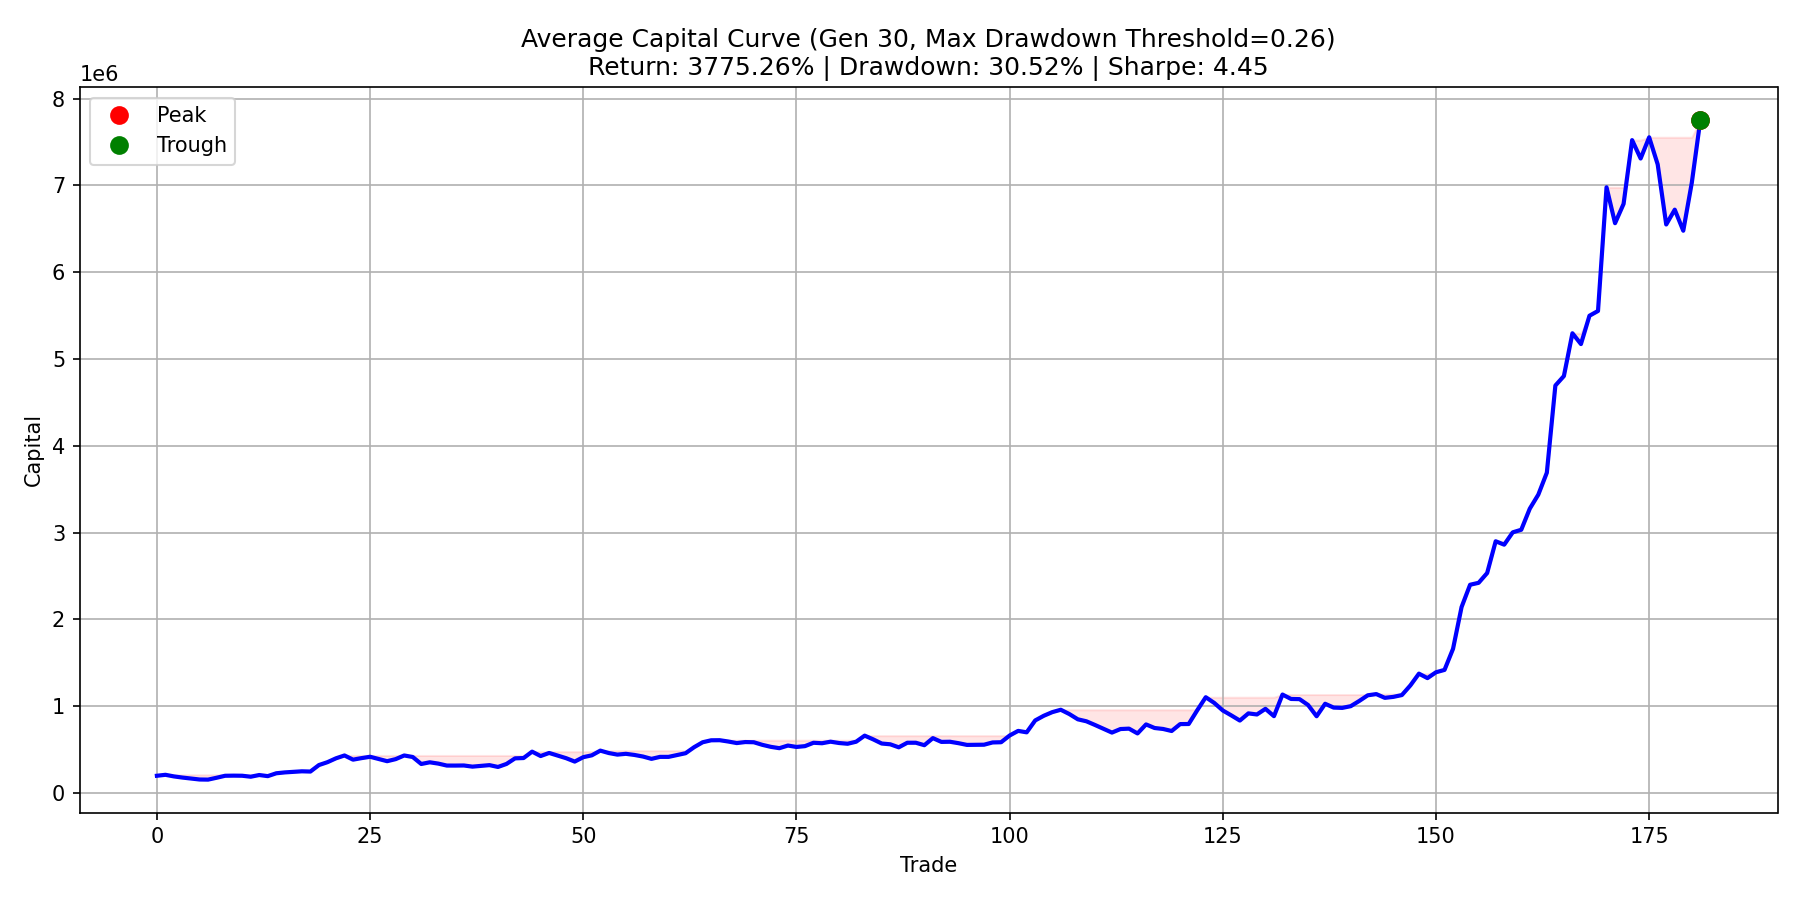 Average Capital Curve (Gen 30, Max Drawdown Threshold=0.26)
Return: 3775.26% | Drawdown: 30.52% | Sharpe: 4.45
1e6
Peak
Trough
8
7
6
5
4
3
2
1
0
Capital
0 25 50 75 100 125 150 175
Trade